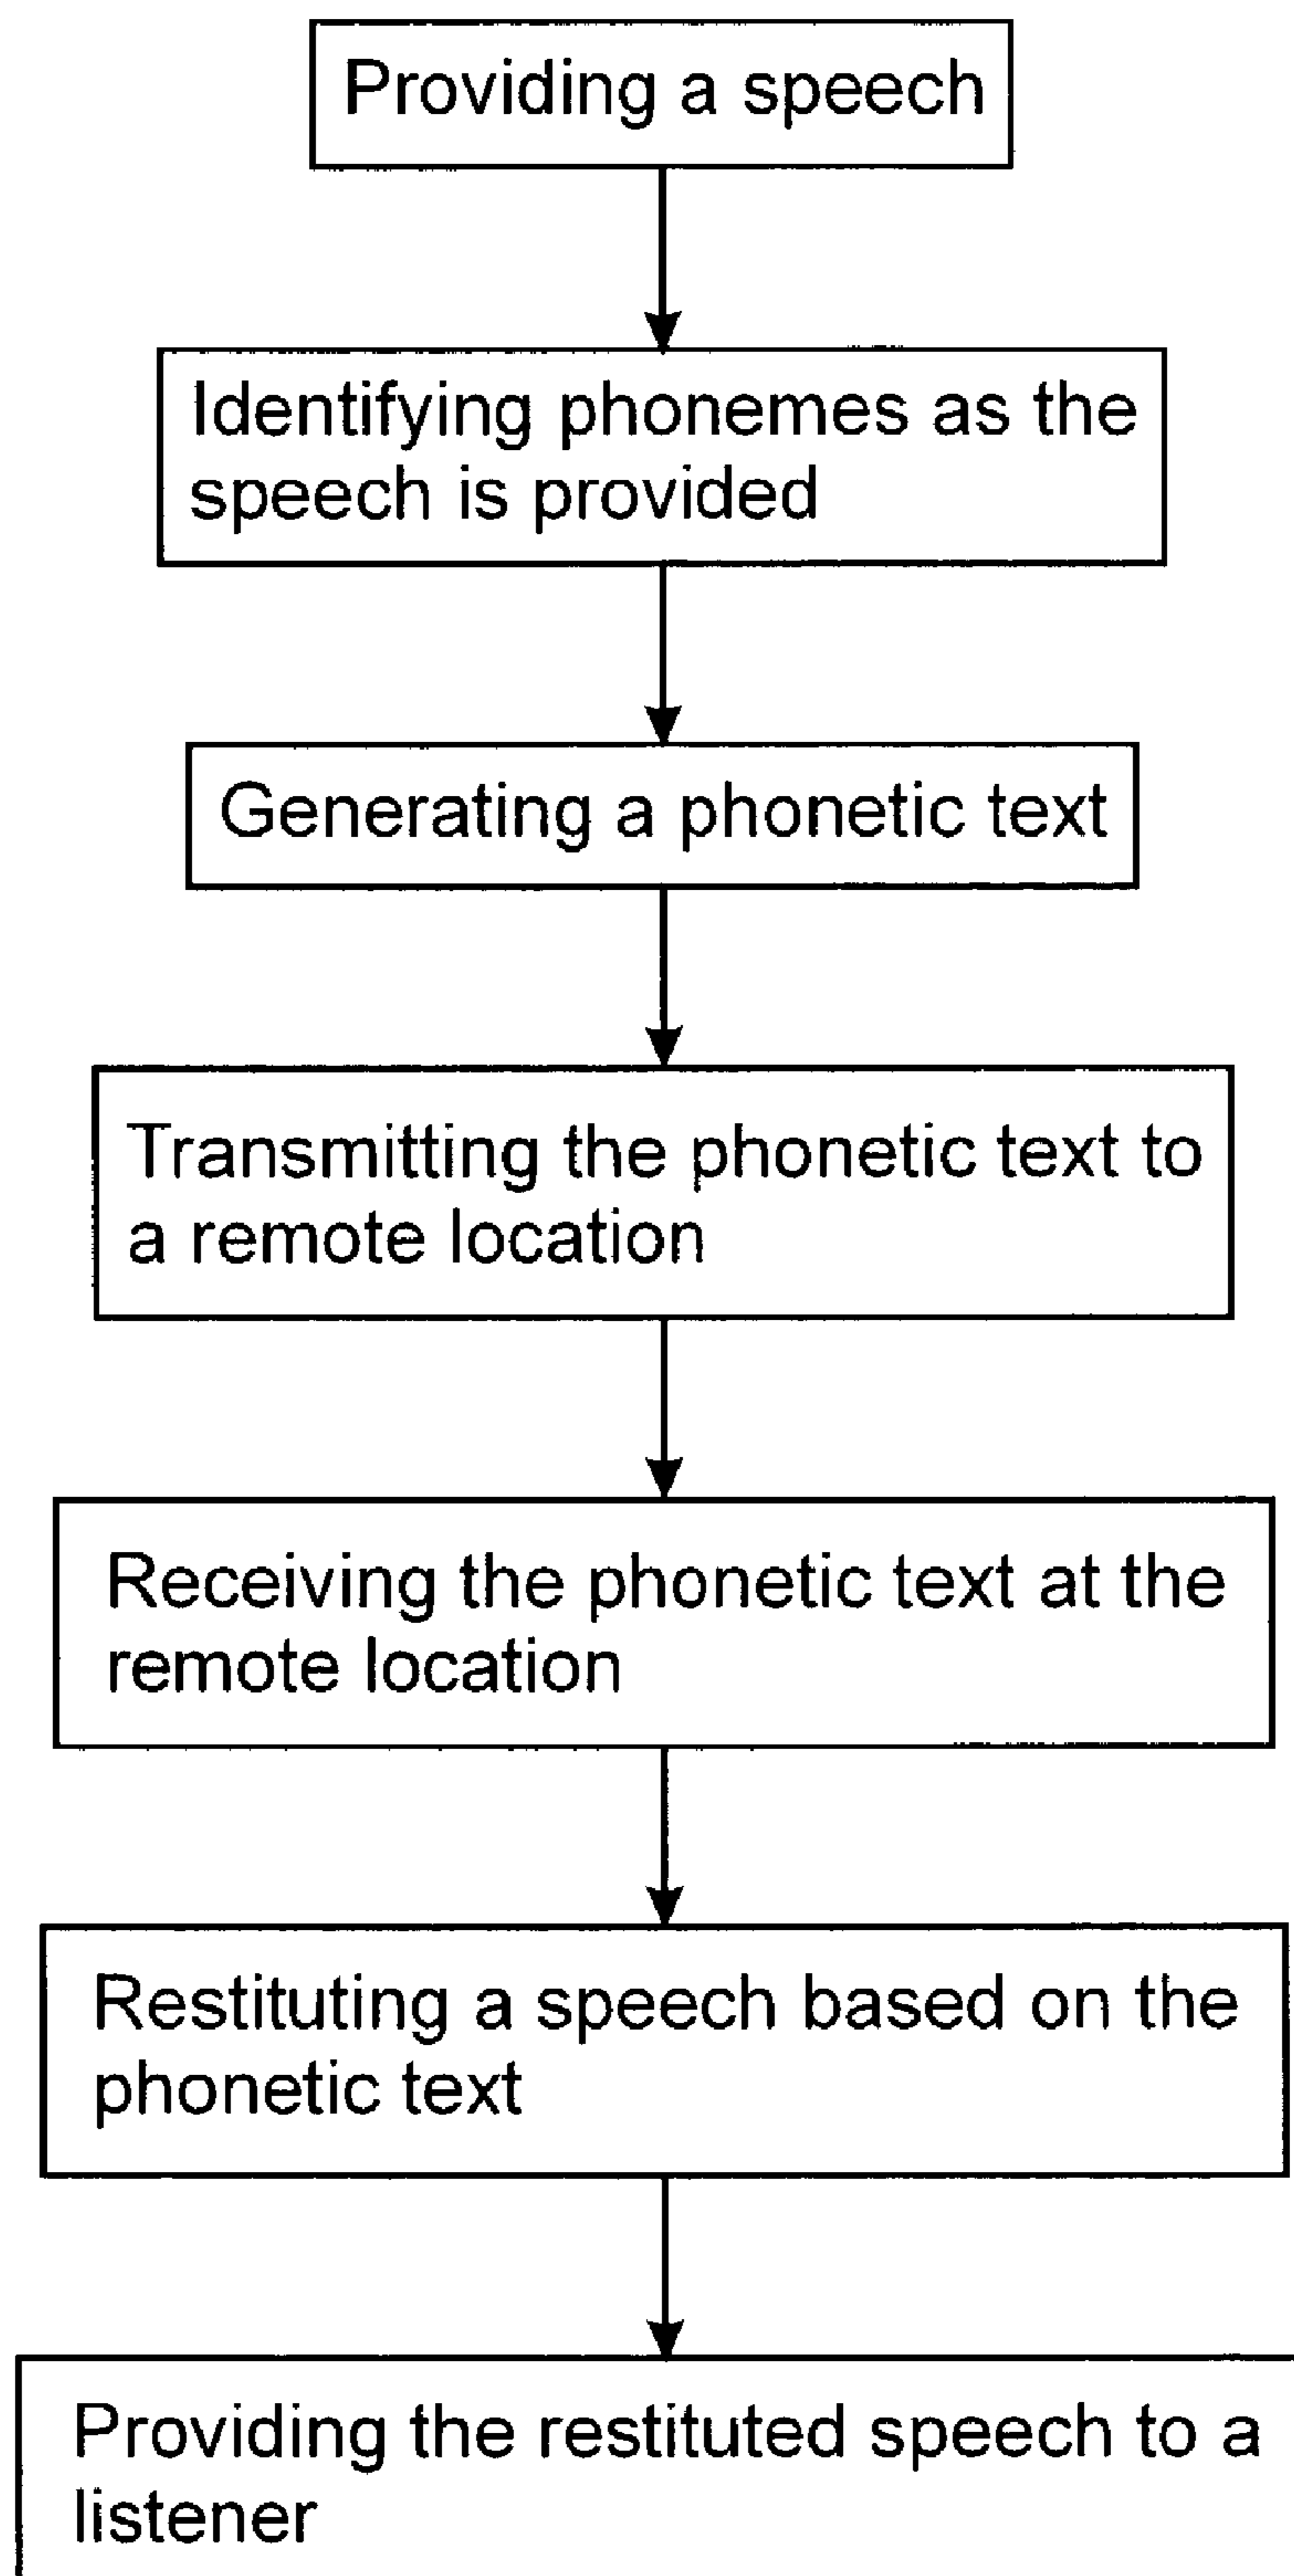 Providing a speech
Identifying phonemes as the
speech is provided
Generating a phonetic text
Transmitting the phonetic text to
a remote location
Receiving the phonetic text at the
remote location
Restituting a speech based on the
phonetic text
Providing the restituted speech to a
listener